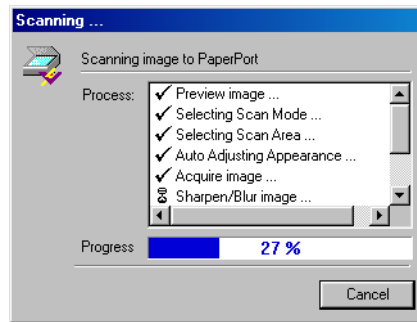 Scanning ...
Scanning image to PaperPort
Process:
Preview image ...
Selecting Scan Mode ...
Selecting Scan Area ...
Auto Adjusting Appearance ...
Acquire image ...
Sharpen/Blur image ...
Progress
27 %
Cancel